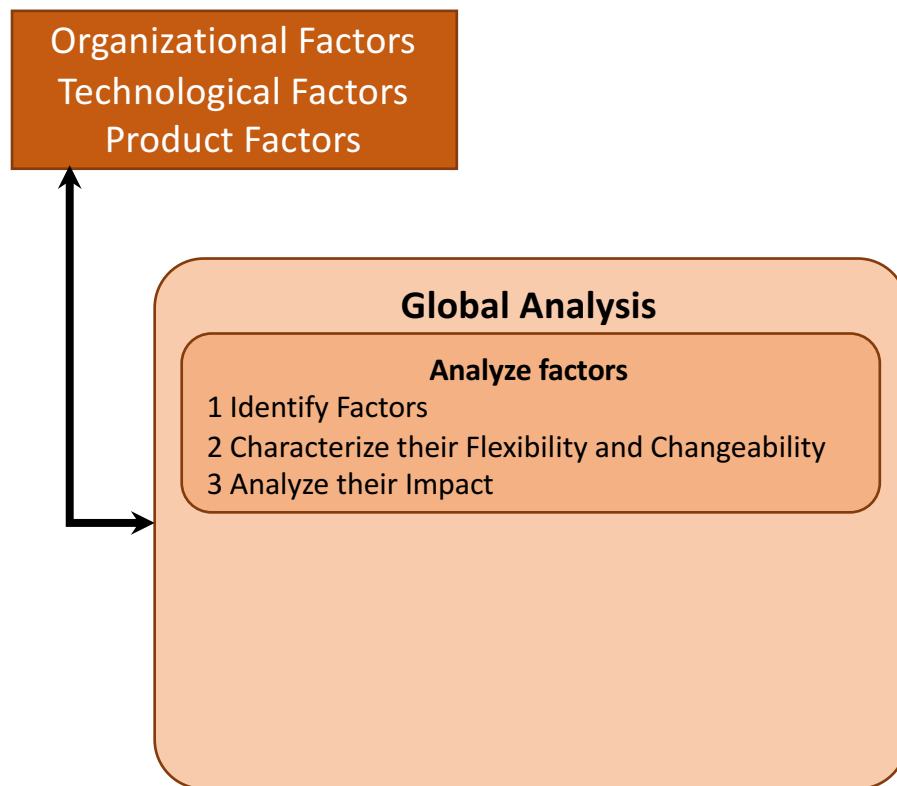 Organizational Factors
Technological Factors
Product Factors
Global Analysis
Analyze factors
1 Identify Factors
2 Characterize their Flexibility and Changeability
3 Analyze their Impact